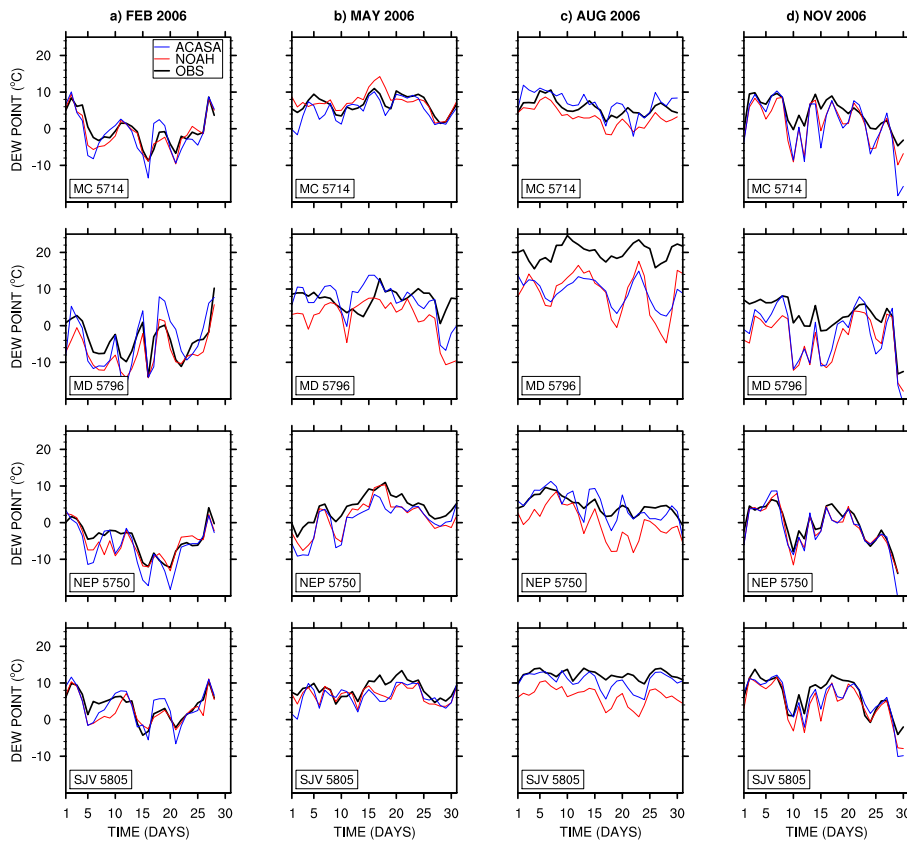 a) FEB 2006 b) MAY 2006 c) AUG 2006 d) NOV 2006
ACASA
NOAH
OBS
DEW POINT (°C)
20
10
0
-10
MC 5714 MC 5714 MC 5714 MC 5714
DEW POINT (°C)
20
10
0
-10
MD 5796 MD 5796 MD 5796 MD 5796
DEW POINT (°C)
20
10
0
-10
NEP 5750 NEP 5750 NEP 5750 NEP 5750
DEW POINT (°C)
20
10
0
-10
SJV 5805 SJV 5805 SJV 5805 SJV 5805
1 5 10 15 20 25 30 1 5 10 15 20 25 30 1 5 10 15 20 25 30 1 5 10 15 20 25 30
TIME (DAYS) TIME (DAYS) TIME (DAYS) TIME (DAYS)